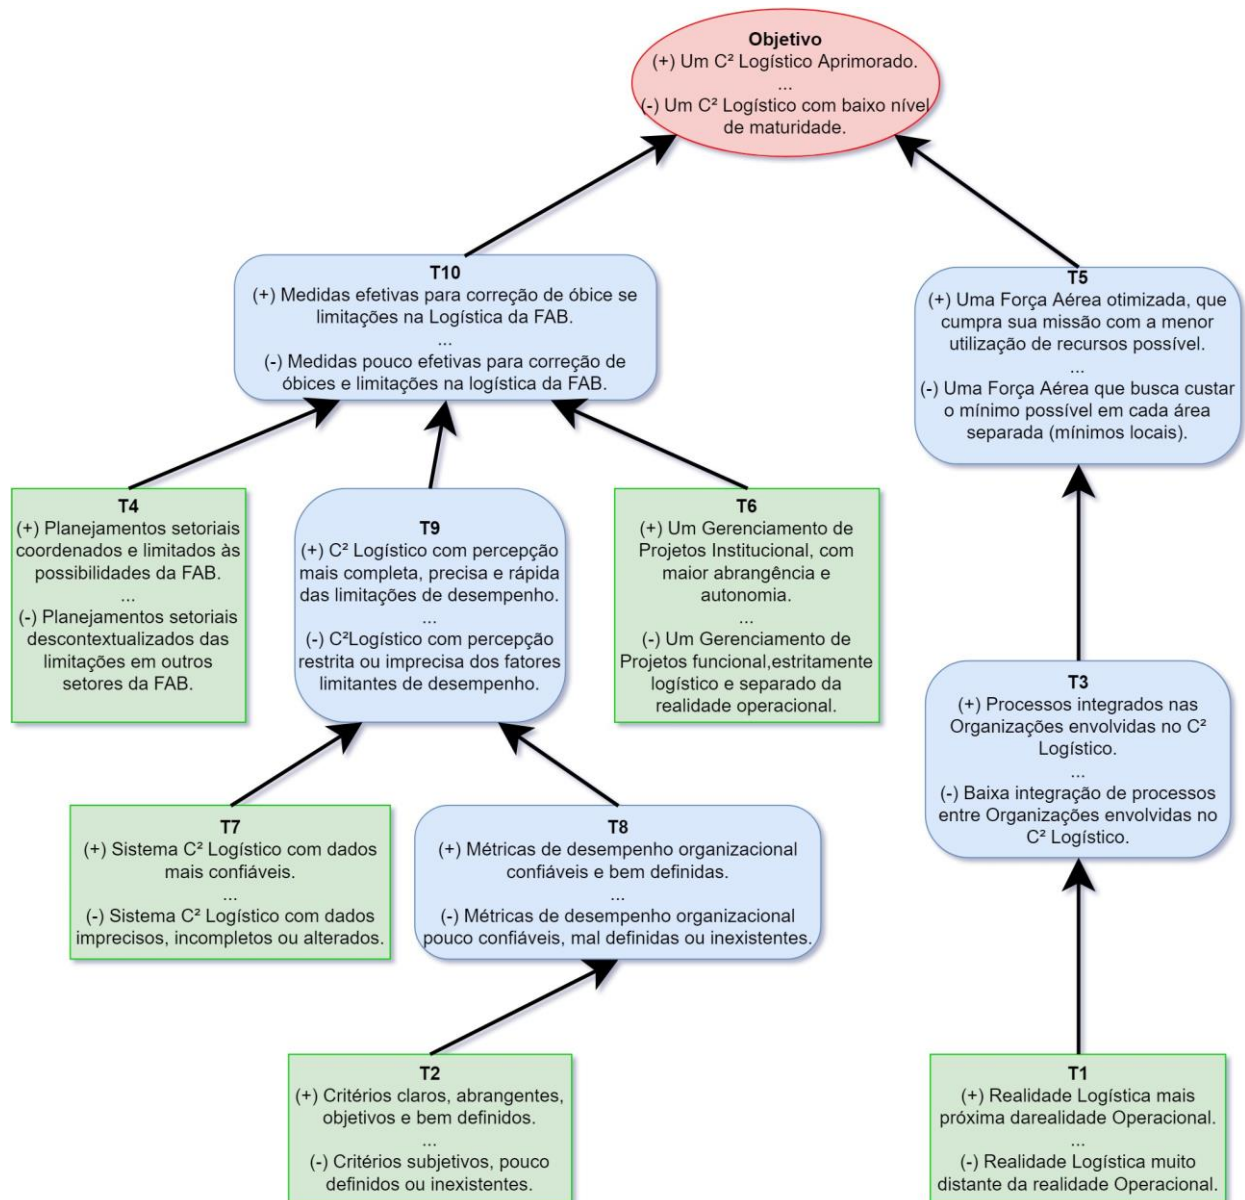 Objetivo
(+) Um C² Logístico Aprimorado.
...
(-) Um C² Logístico com baixo nível
de maturidade.
T10
(+) Medidas efetivas para correção de óbice se
limitações na Logística da FAB.
...
(-) Medidas pouco efetivas para correção de
óbices e limitações na logística da FAB.
T5
(+) Uma Força Aérea otimizada, que
cumpra sua missão com a menor
utilização de recursos possível.
...
(-) Uma Força Aérea que busca custar
o mínimo possível em cada área
separada (mínimos locais).
T4
(+) Planejamentos setoriais
coordenados e limitados às
possibilidades da FAB.
...
(-) Planejamentos setoriais
descontextualizados das
limitações em outros
setores da FAB.
T9
(+) C² Logístico com percepção
mais completa, precisa e rápida
das limitações de desempenho.
...
(-) C²Logístico com percepção
restrita ou imprecisa dos fatores
limitantes de desempenho.
T6
(+) Um Gerenciamento de
Projetos Institucional, com
maior abrangência e
autonomia.
...
(-) Um Gerenciamento de
Projetos funcional,estritamente
logístico e separado da
realidade operacional.
T3
(+) Processos integrados nas
Organizações envolvidas no C²
Logístico.
...
(-) Baixa integração de processos
entre Organizações envolvidas no
C² Logístico.
T7
(+) Sistema C² Logístico com dados
mais confiáveis.
...
(-) Sistema C² Logístico com dados
imprecisos, incompletos ou alterados.
T8
(+) Métricas de desempenho organizacional
confiáveis e bem definidas.
...
(-) Métricas de desempenho organizacional
pouco confiáveis, mal definidas ou inexistentes.
T2
(+) Critérios claros, abrangentes,
objetivos e bem definidos.
...
(-) Critérios subjetivos, pouco
definidos ou inexistentes.
T1
(+) Realidade Logística mais
próxima darealidade Operacional.
...
(-) Realidade Logística muito
distante da realidade Operacional.